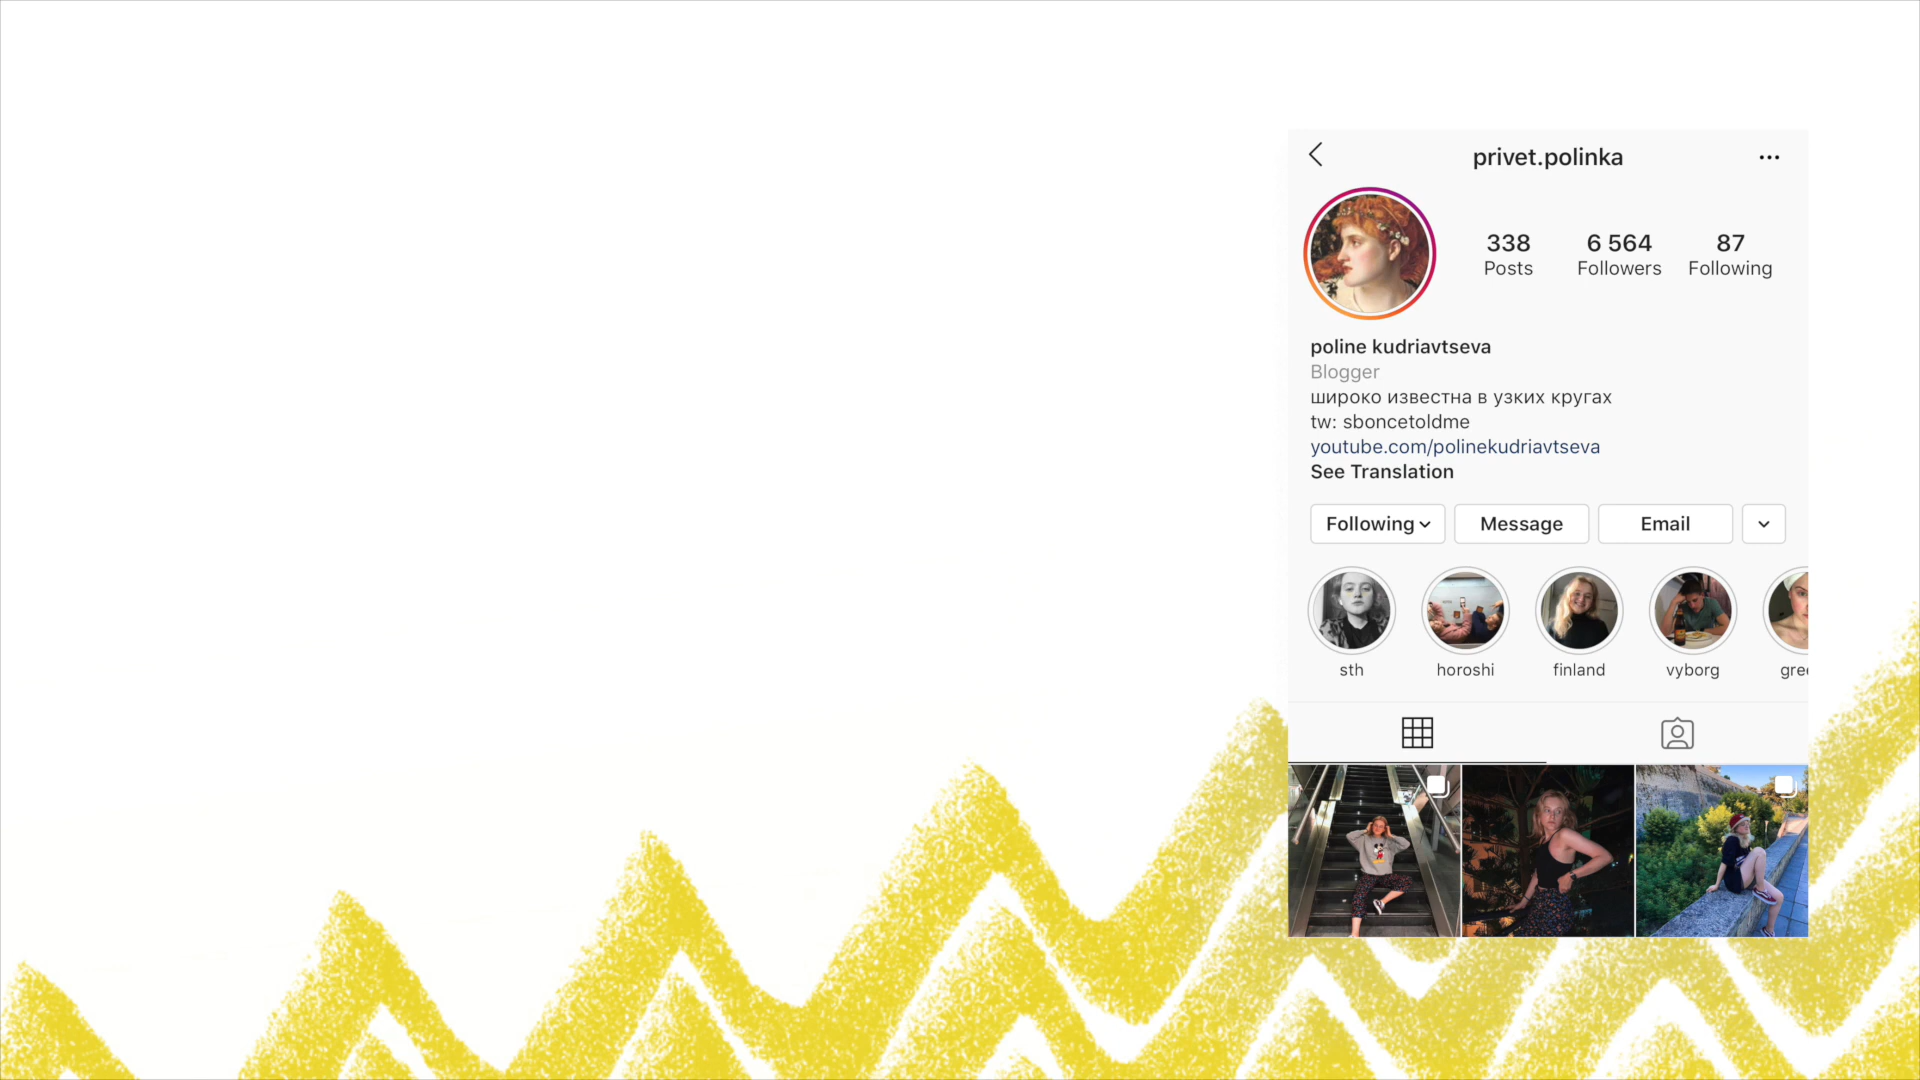 privet.polinka
338 6 564 87
Posts Followers Following
poline kudriavtseva
Blogger
широко известна в узких кругах
tw: sboncetoldme
youtube.com/polinekudriavtseva
See Translation
Following Message Email
sth horoshi finland vyborg gree